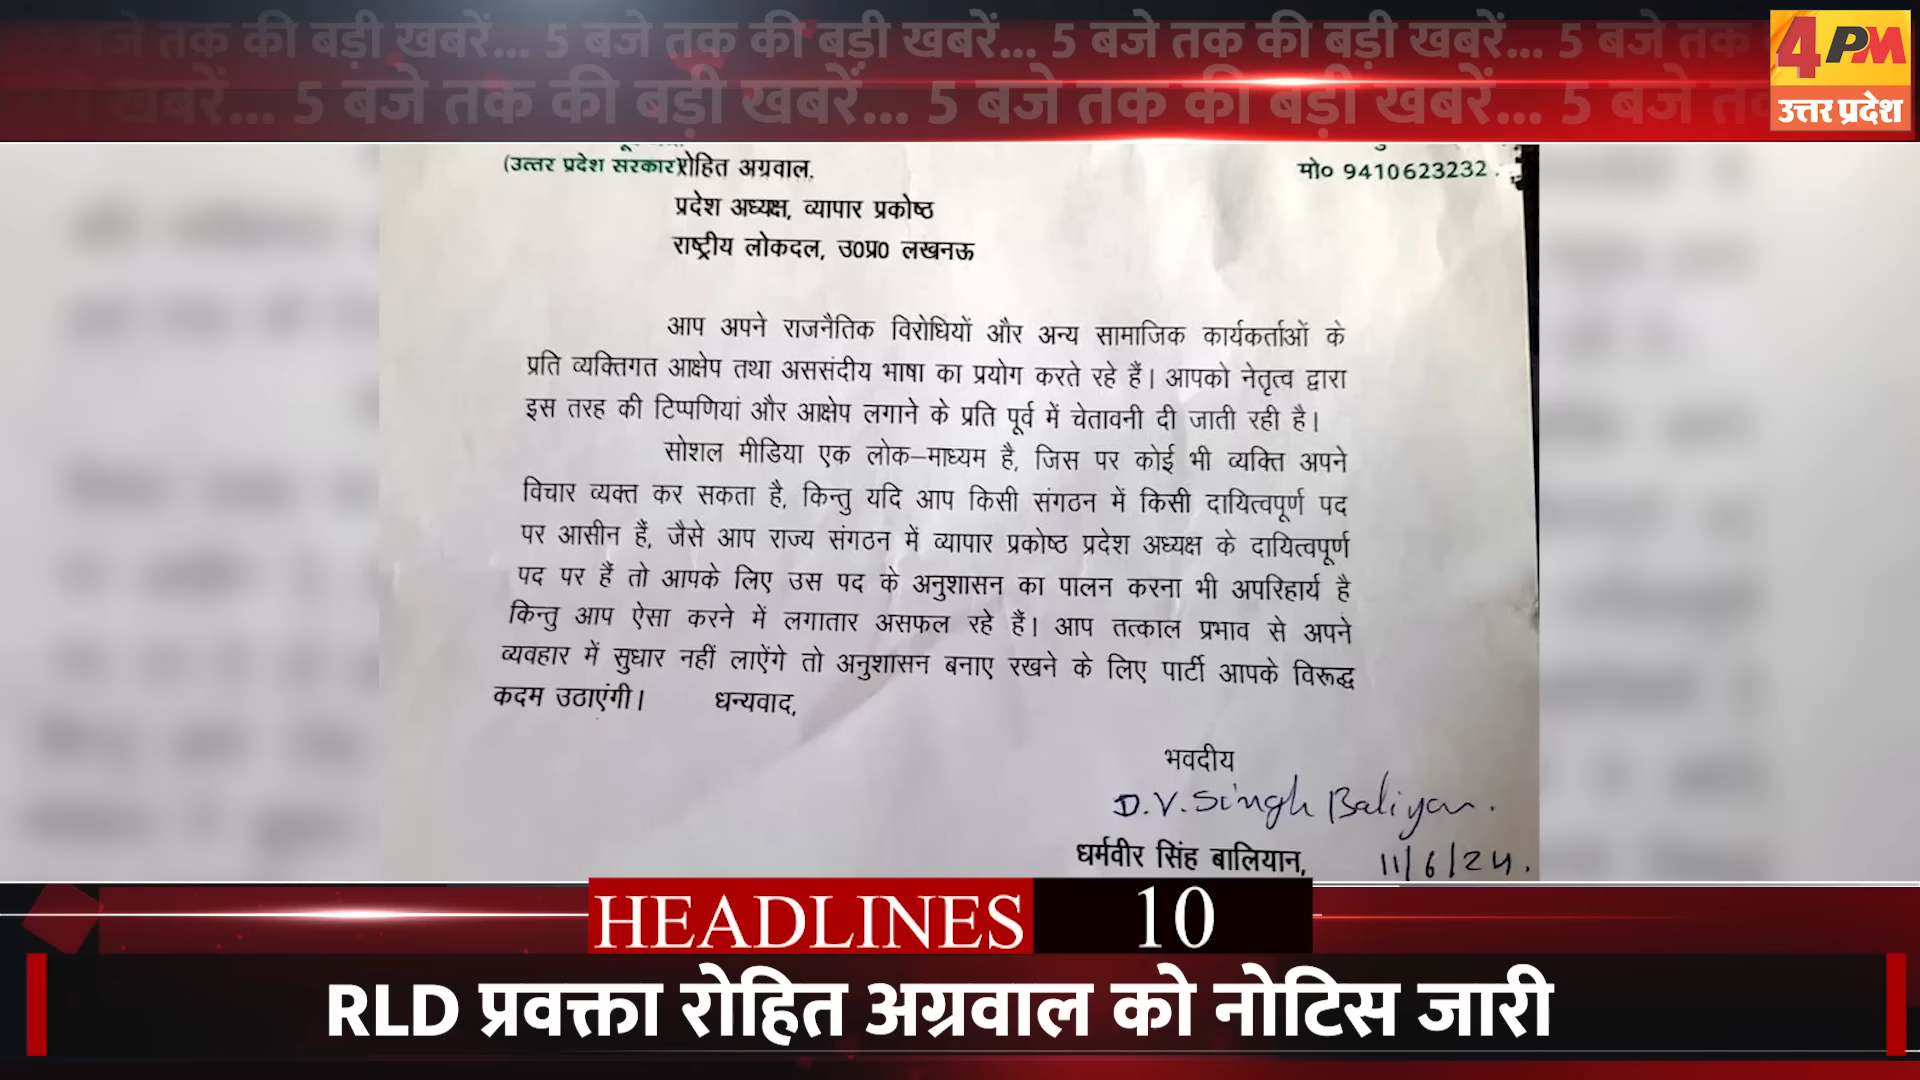 जे तक की बड़ी खबरें... 5 बजे तक की बड़ी खबरें... 5 बजे तक की बड़ी खबरें... 5 बजे तक
खबरें... 5 बजे तक की बड़ी खबरें... 5 बजे तक की बड़ी खबरें... 5 बजे
4PM
उत्तर प्रदेश
(उत्तर प्रदेश सरकार) रोहित अग्रवाल,
मो० 9410623232
प्रदेश अध्यक्ष, व्यापार प्रकोष्ठ
राष्ट्रीय लोकदल, उ0प्र0 लखनऊ
आप अपने राजनैतिक विरोधियों और अन्य सामाजिक कार्यकर्ताओं के
प्रति व्यक्तिगत आक्षेप तथा अससंदीय भाषा का प्रयोग करते रहे हैं। आपको नेतृत्व द्वारा
इस तरह की टिप्पणियां और आक्षेप लगाने के प्रति पूर्व में चेतावनी दी जाती रही है।
सोशल मीडिया एक लोक–माध्यम है, जिस पर कोई भी व्यक्ति अपने
विचार व्यक्त कर सकता है, किन्तु यदि आप किसी संगठन में किसी दायित्वपूर्ण पद
पर आसीन हैं, जैसे आप राज्य संगठन में व्यापार प्रकोष्ठ प्रदेश अध्यक्ष के दायित्वपूर्ण
पद पर हैं तो आपके लिए उस पद के अनुशासन का पालन करना भी अपरिहार्य है
किन्तु आप ऐसा करने में लगातार असफल रहे हैं। आप तत्काल प्रभाव से अपने
व्यवहार में सुधार नहीं लाऐंगे तो अनुशासन बनाए रखने के लिए पार्टी आपके विरूद्ध
कदम उठाएंगी। धन्यवाद,
भवदीय
D.V. Singh Baliyan.
धर्मवीर सिंह बालियान,
11/6/24.
HEADLINES 10
RLD प्रवक्ता रोहित अग्रवाल को नोटिस जारी